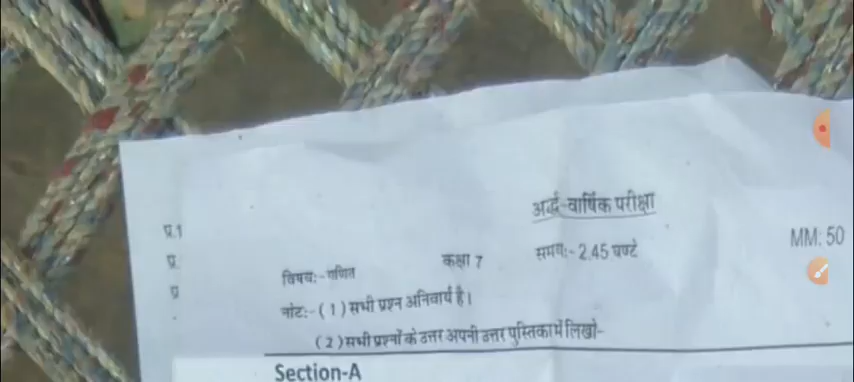 अर्द्ध-वार्षिक परीक्षा
प्र.1
MM: 50
प्र.
विषय:-गणित कक्षा 7 समय:- 2.45 घण्टे
प्र
नोट:- ( 1 ) सभी प्रश्न अनिवार्य है।
( 2 ) सभी प्रश्नों के उत्तर अपनी उत्तर पुस्तिका में लिखो-
Section-A